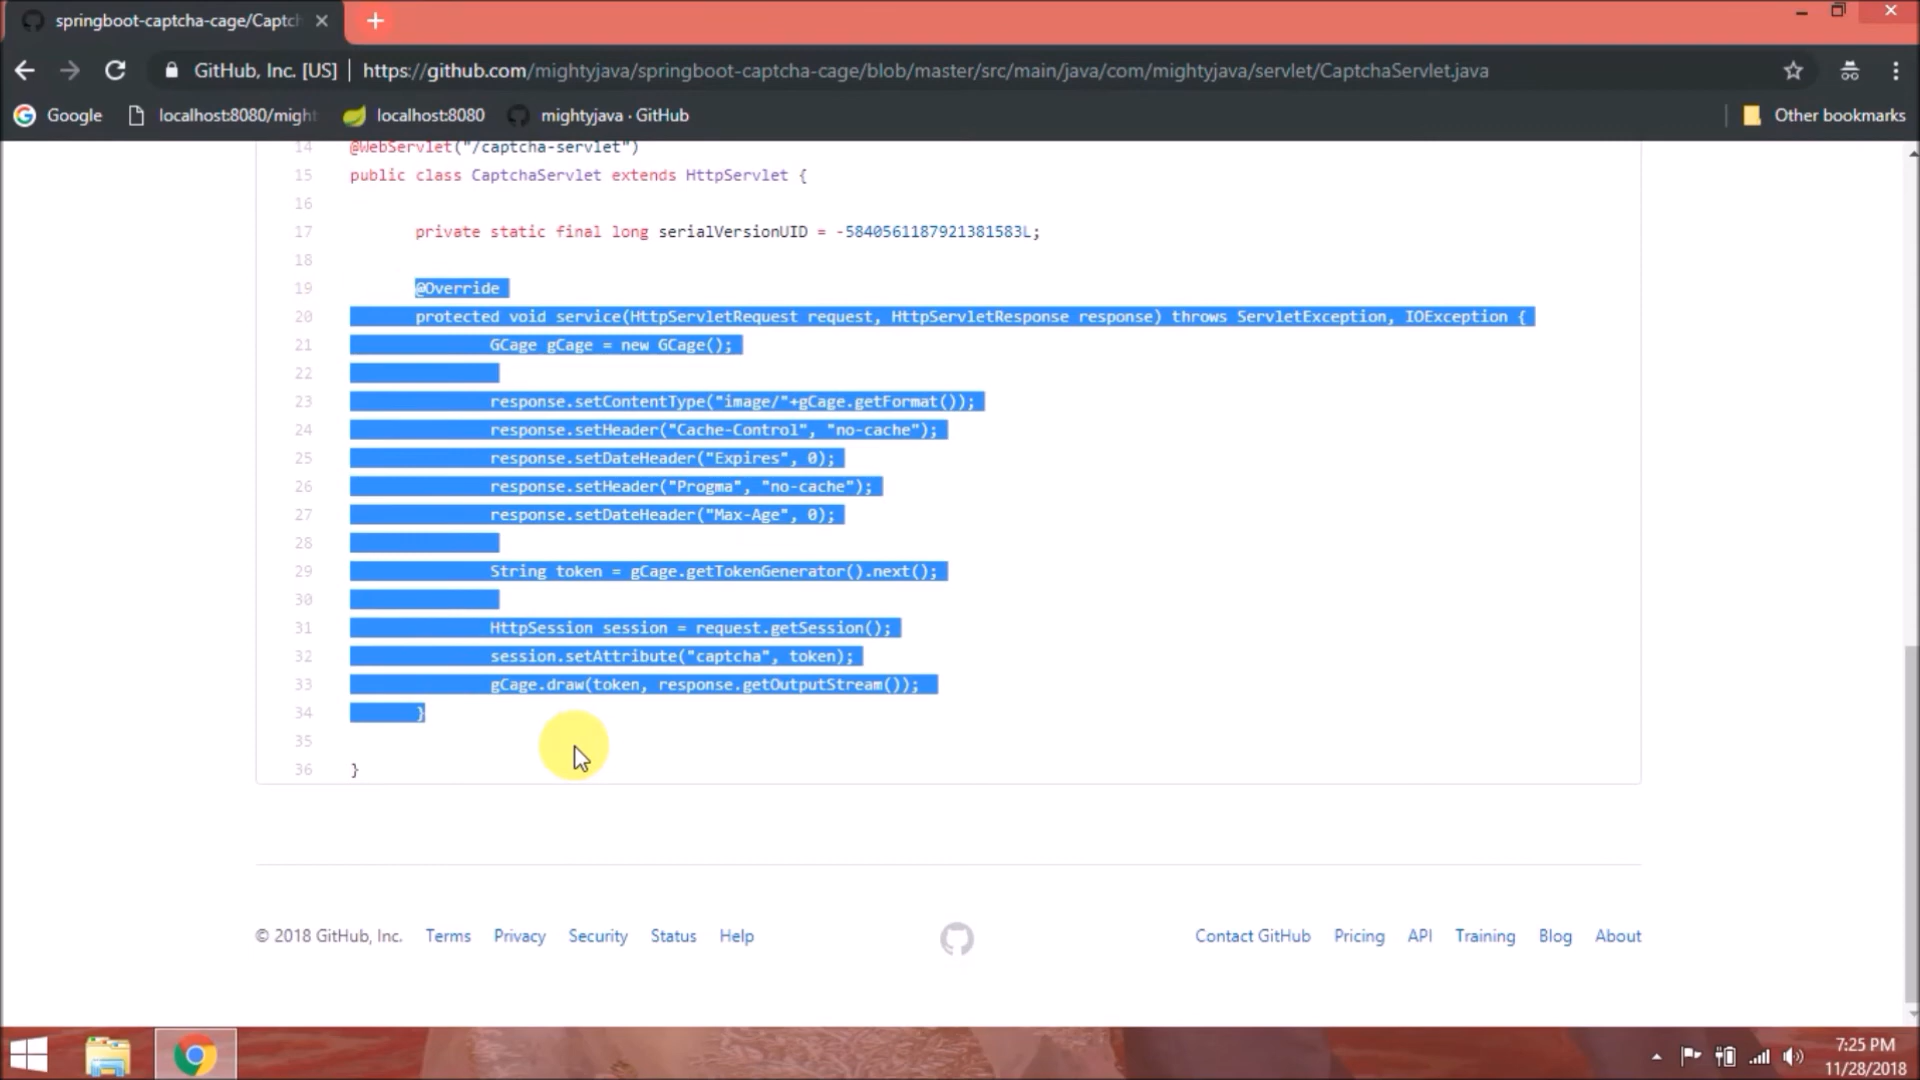 springboot-captcha-cage/Captch
GitHub, Inc. [US] https://github.com/mightyjava/springboot-captcha-cage/blob/master/src/main/java/com/mightyjava/servlet/CaptchaServlet.java
Google localhost:8080/might localhost:8080 mightyjava · GitHub Other bookmarks
14 @WebServlet("/captcha-servlet")
15 public class CaptchaServlet extends HttpServlet {
16
17 private static final long serialVersionUID = -5840561187921381583L;
18
19 @Override
20 protected void service(HttpServletRequest request, HttpServletResponse response) throws ServletException, IOException {
21 GCage gCage = new GCage();
22
23 response.setContentType("image/"+gCage.getFormat());
24 response.setHeader("Cache-Control", "no-cache");
25 response.setDateHeader("Expires", 0);
26 response.setHeader("Progma", "no-cache");
27 response.setDateHeader("Max-Age", 0);
28
29 String token = gCage.getTokenGenerator().next();
30
31 HttpSession session = request.getSession();
32 session.setAttribute("captcha", token);
33 gCage.draw(token, response.getOutputStream());
34 }
35
36 }
© 2018 GitHub, Inc. Terms Privacy Security Status Help Contact GitHub Pricing API Training Blog About
7:25 PM
11/28/2018